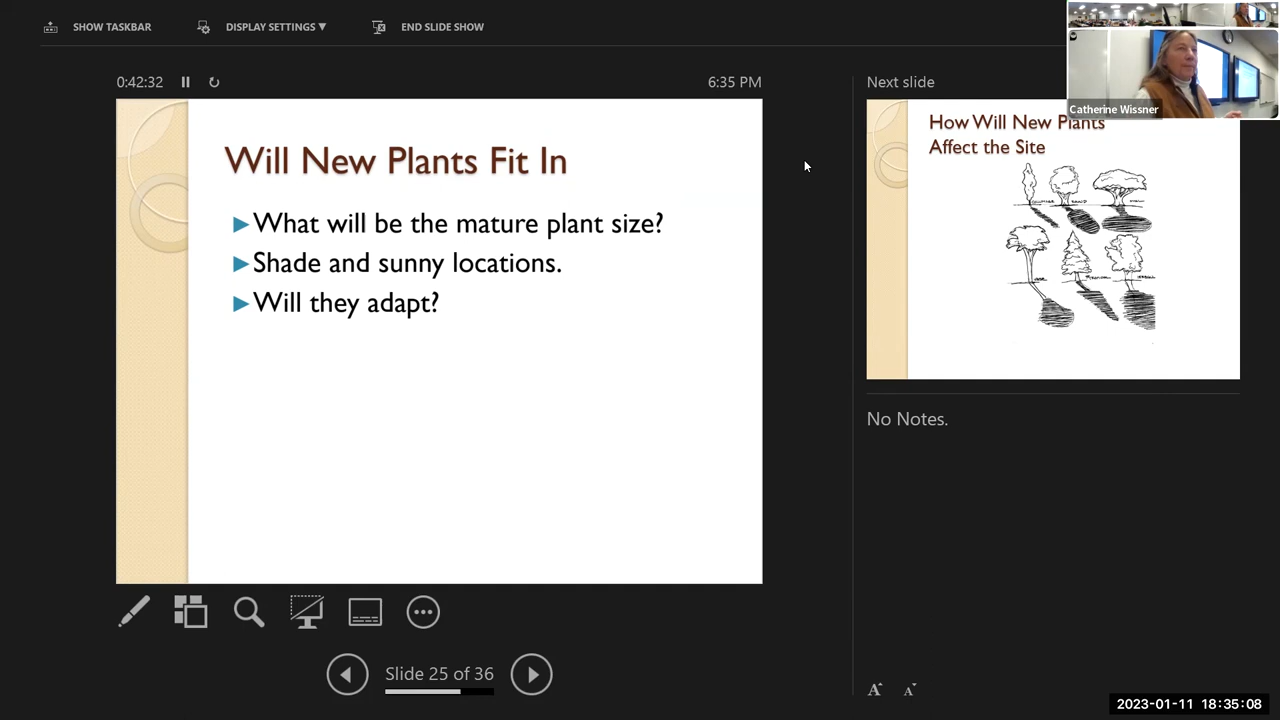 SHOW TASKBAR
DISPLAY SETTINGS ▼
END SLIDE SHOW
0:42:32
6:35 PM
Will New Plants Fit In
What will be the mature plant size?
Shade and sunny locations.
Will they adapt?
Slide 25 of 36
Next slide
Catherine Wissner
How Will New Plants
Affect the Site
No Notes.
A
A
2023-01-11 18:35:08